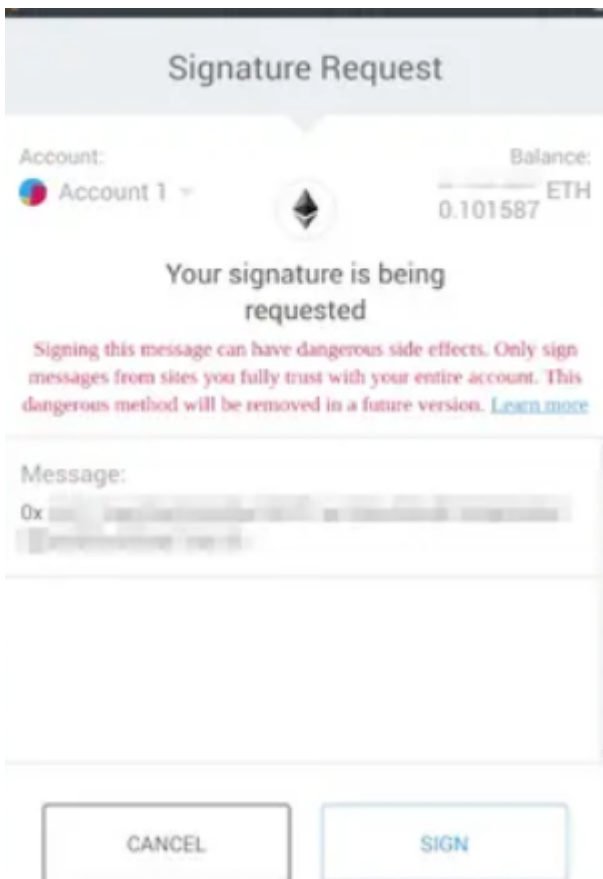 Signature Request
Account:
Balance:
Account 1
ETH
0.101587
Your signature is being
requested
Signing this message can have dangerous side effects. Only sign
messages from sites you fully trust with your entire account. This
dangerous method will be removed in a future version. Learn more
Message:
0x
CANCEL
SIGN